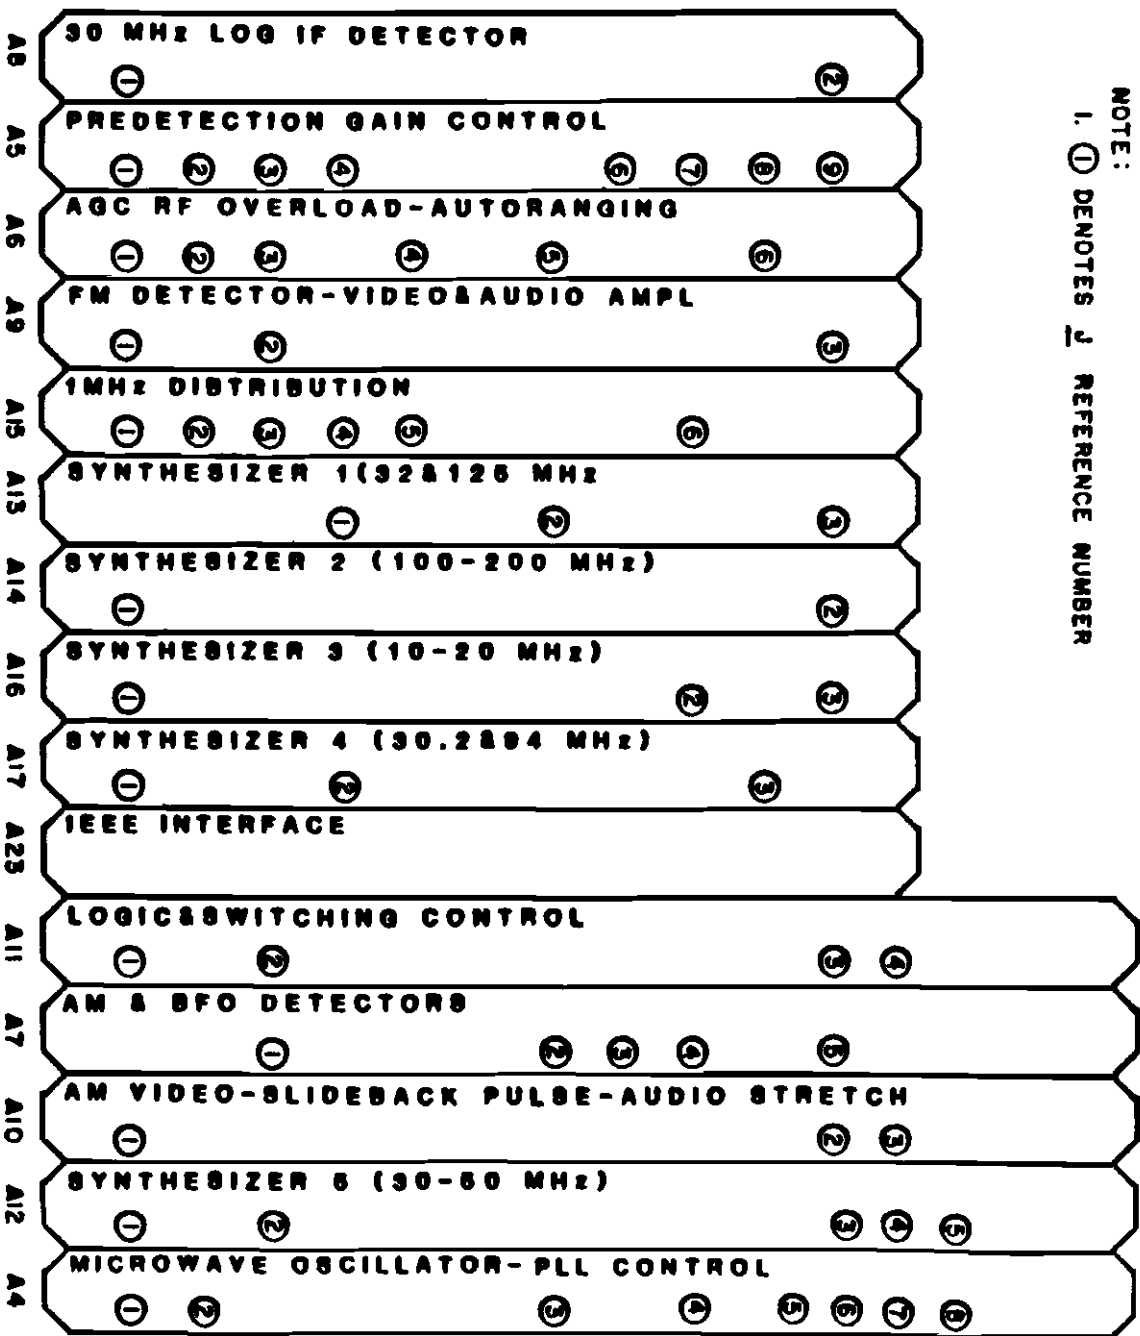 NOTE:
1. ① DENOTES J REFERENCE NUMBER
A8
30 MHz LOG IF DETECTOR
① ②
A5
PREDETECTION GAIN CONTROL
① ② ③ ④ ⑥ ⑦ ⑧ ⑨
A6
AGC RF OVERLOAD-AUTORANGING
① ② ③ ④ ⑤ ⑥
A9
FM DETECTOR-VIDEO&AUDIO AMPL
① ② ③
A15
1MHz DISTRIBUTION
① ② ③ ④ ⑤ ⑥
A13
SYNTHESIZER 1(32&125 MHz
① ② ③
A14
SYNTHESIZER 2 (100-200 MHz)
① ②
A16
SYNTHESIZER 3 (10-20 MHz)
① ② ③
A17
SYNTHESIZER 4 (30.2&94 MHz)
① ② ③
A23
IEEE INTERFACE
A11
LOGIC&SWITCHING CONTROL
① ② ③ ④
A7
AM & BFO DETECTORS
① ② ③ ④ ⑤
A10
AM VIDEO-SLIDEBACK PULSE-AUDIO STRETCH
① ② ③
A12
SYNTHESIZER 5 (30-50 MHz)
① ② ③ ④ ⑤
A4
MICROWAVE OSCILLATOR-PLL CONTROL
① ② ③ ④ ⑤ ⑥ ⑦ ⑧